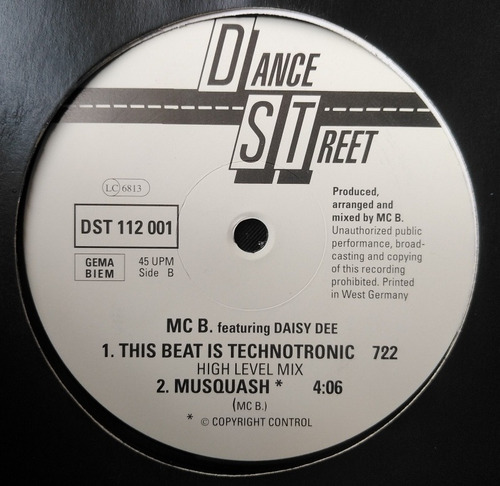 DANCE
STREET
LC 6813
DST 112 001
GEMA
BIEM
45 UPM
Side B
Produced,
arranged and
mixed by MC B.
Unauthorized public
performance, broad-
casting and copying
of this recording
prohibited. Printed
in West Germany
MC B. featuring DAISY DEE
1. THIS BEAT IS TECHNOTRONIC 722
HIGH LEVEL MIX
2. MUSQUASH * 4:06
(MC B.)
* © COPYRIGHT CONTROL